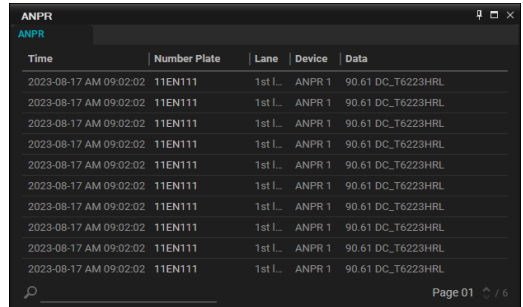 ANPR
ANPR
Time Number Plate Lane Device Data
2023-08-17 AM 09:02:02 11EN111 1st l... ANPR 1 90.61 DC_T6223HRL
2023-08-17 AM 09:02:02 11EN111 1st l... ANPR 1 90.61 DC_T6223HRL
2023-08-17 AM 09:02:02 11EN111 1st l... ANPR 1 90.61 DC_T6223HRL
2023-08-17 AM 09:02:02 11EN111 1st l... ANPR 1 90.61 DC_T6223HRL
2023-08-17 AM 09:02:02 11EN111 1st l... ANPR 1 90.61 DC_T6223HRL
2023-08-17 AM 09:02:02 11EN111 1st l... ANPR 1 90.61 DC_T6223HRL
2023-08-17 AM 09:02:02 11EN111 1st l... ANPR 1 90.61 DC_T6223HRL
2023-08-17 AM 09:02:02 11EN111 1st l... ANPR 1 90.61 DC_T6223HRL
2023-08-17 AM 09:02:02 11EN111 1st l... ANPR 1 90.61 DC_T6223HRL
2023-08-17 AM 09:02:02 11EN111 1st l... ANPR 1 90.61 DC_T6223HRL
Page 01 / 6